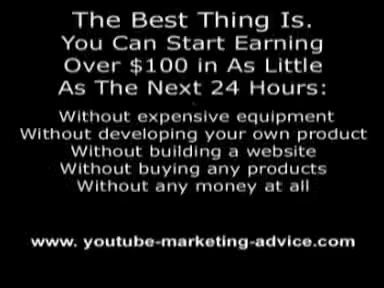 The Best Thing Is.
You Can Start Earning
Over $100 in As Little
As The Next 24 Hours:
Without expensive equipment
Without developing your own product
Without building a website
Without buying any products
Without any money at all
www. youtube-marketing-advice.com